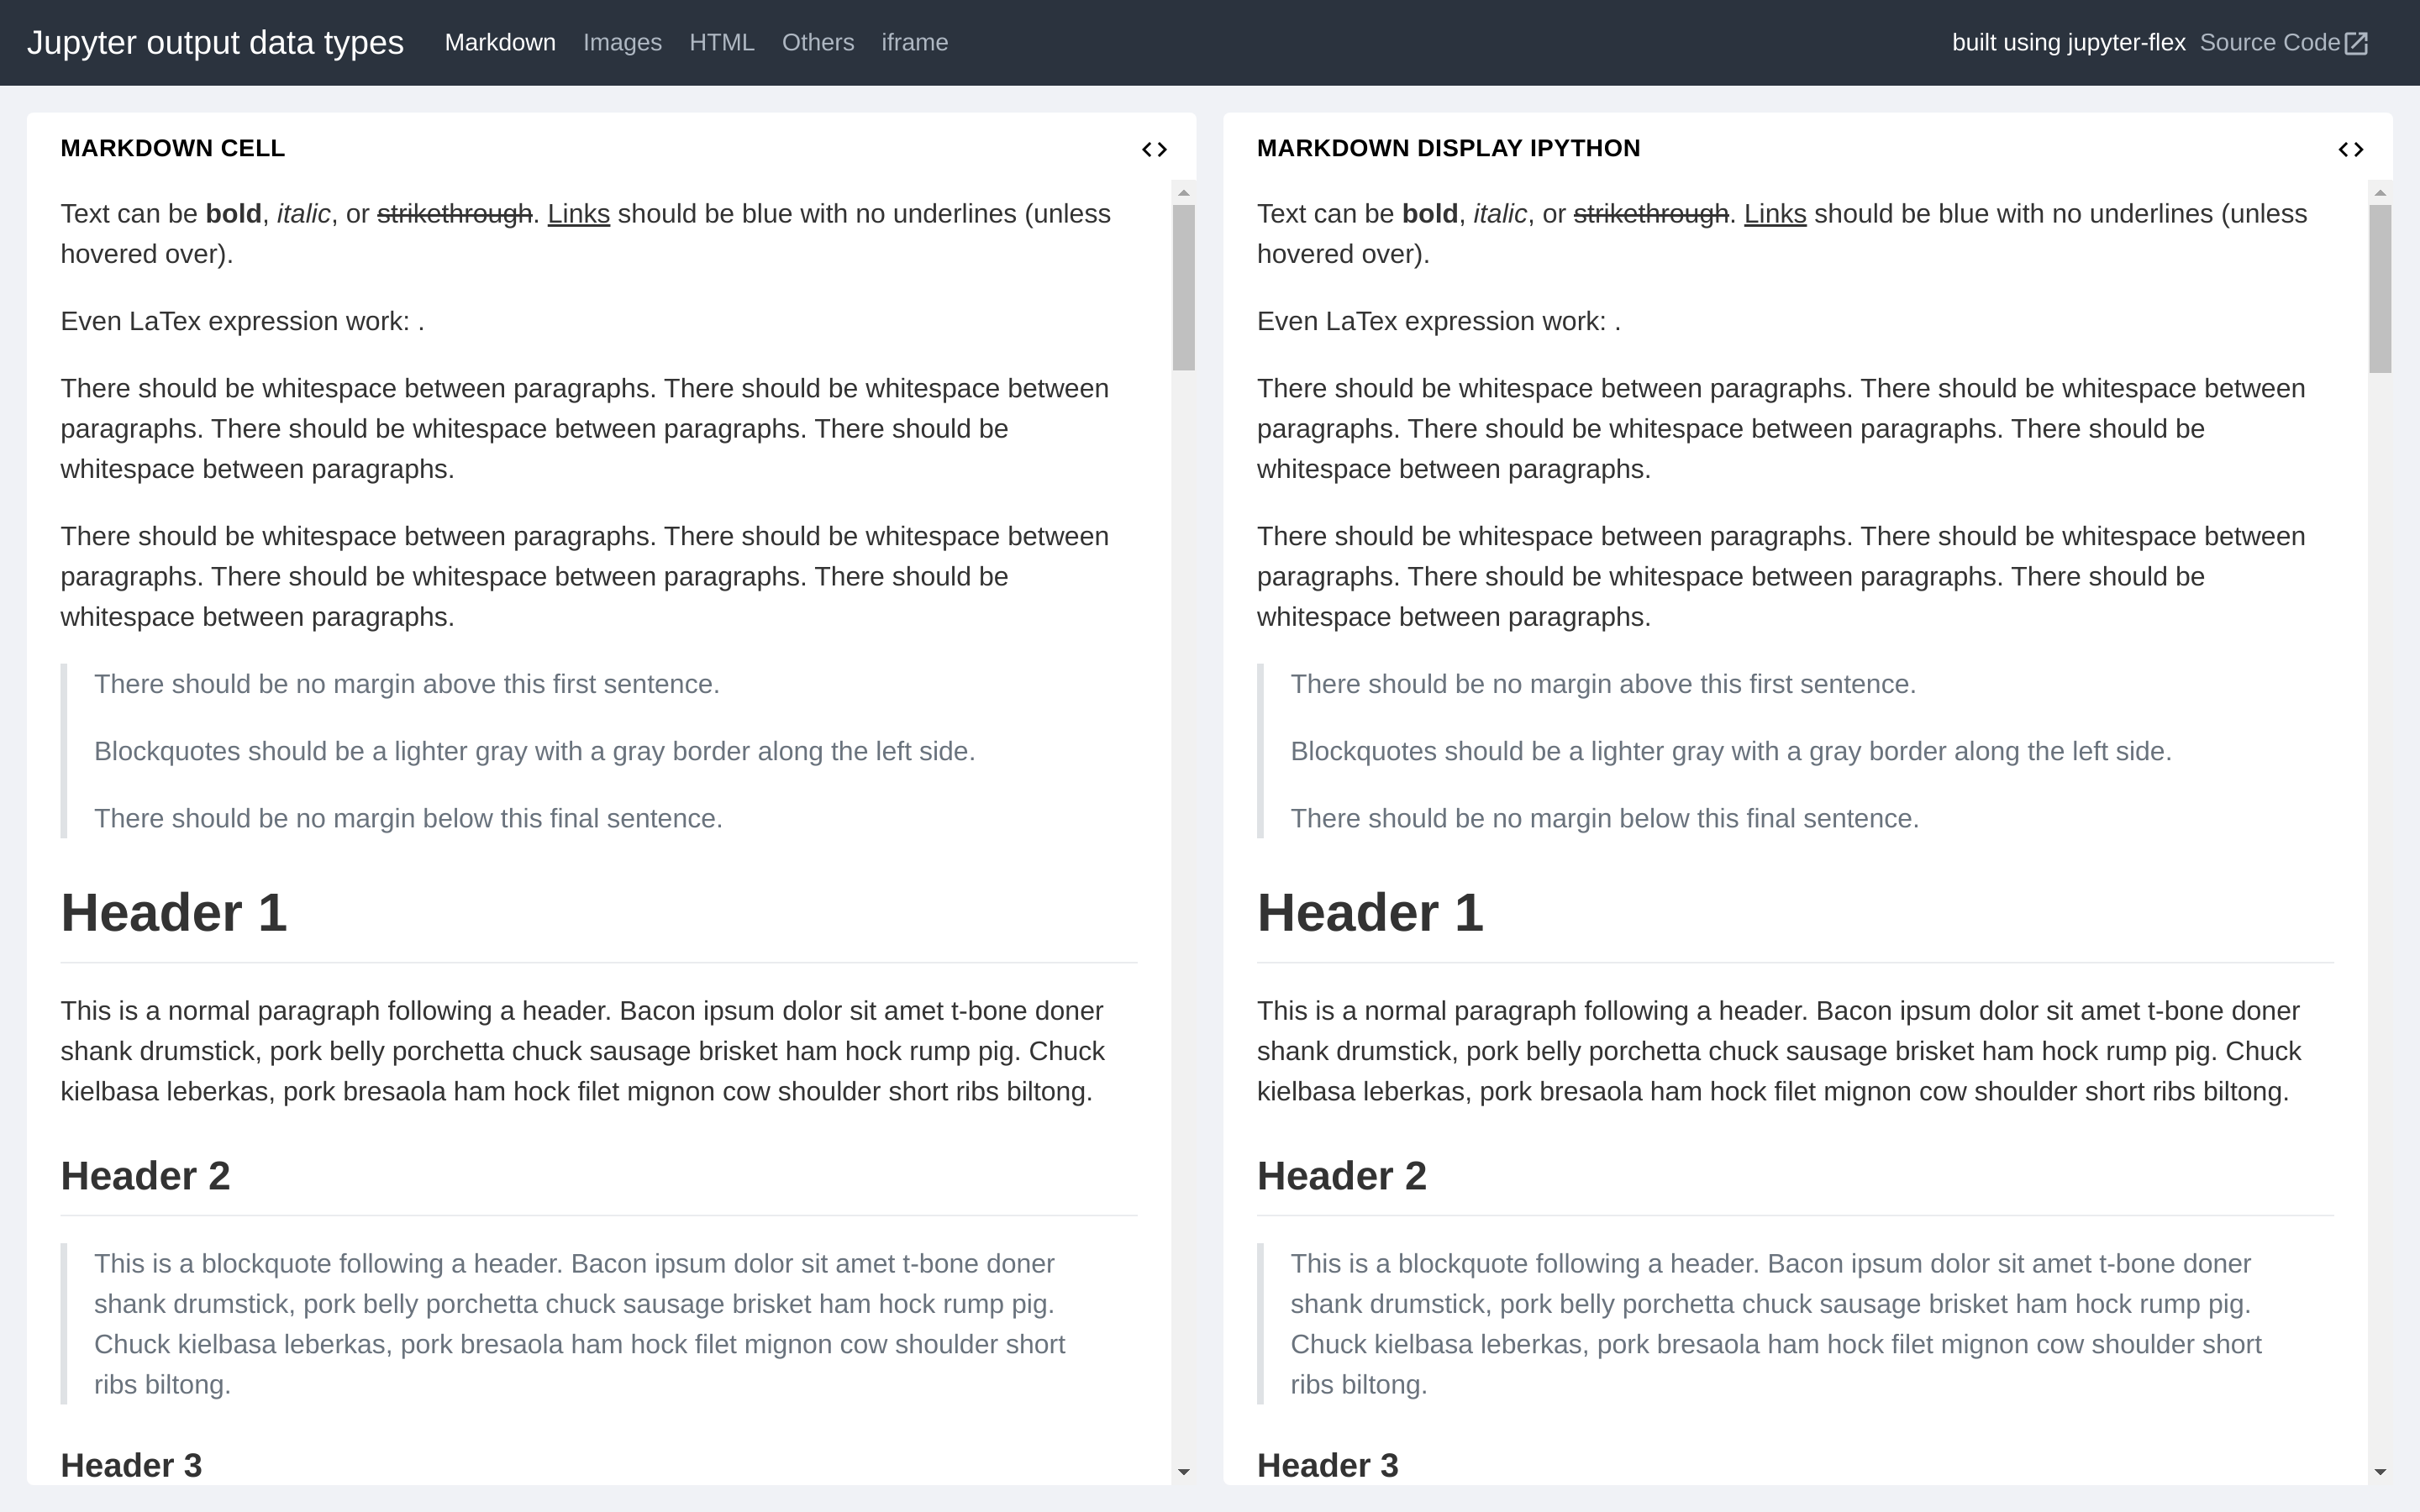 Jupyter output data types Markdown Images HTML Others iframe built using jupyter-flex Source Code
MARKDOWN CELL
Text can be bold, italic, or strikethrough. Links should be blue with no underlines (unless
hovered over).
Even LaTex expression work: .
There should be whitespace between paragraphs. There should be whitespace between
paragraphs. There should be whitespace between paragraphs. There should be
whitespace between paragraphs.
There should be whitespace between paragraphs. There should be whitespace between
paragraphs. There should be whitespace between paragraphs. There should be
whitespace between paragraphs.
There should be no margin above this first sentence.
Blockquotes should be a lighter gray with a gray border along the left side.
There should be no margin below this final sentence.
Header 1
This is a normal paragraph following a header. Bacon ipsum dolor sit amet t-bone doner
shank drumstick, pork belly porchetta chuck sausage brisket ham hock rump pig. Chuck
kielbasa leberkas, pork bresaola ham hock filet mignon cow shoulder short ribs biltong.
Header 2
This is a blockquote following a header. Bacon ipsum dolor sit amet t-bone doner
shank drumstick, pork belly porchetta chuck sausage brisket ham hock rump pig.
Chuck kielbasa leberkas, pork bresaola ham hock filet mignon cow shoulder short
ribs biltong.
Header 3
MARKDOWN DISPLAY IPYTHON
Text can be bold, italic, or strikethrough. Links should be blue with no underlines (unless
hovered over).
Even LaTex expression work: .
There should be whitespace between paragraphs. There should be whitespace between
paragraphs. There should be whitespace between paragraphs. There should be
whitespace between paragraphs.
There should be whitespace between paragraphs. There should be whitespace between
paragraphs. There should be whitespace between paragraphs. There should be
whitespace between paragraphs.
There should be no margin above this first sentence.
Blockquotes should be a lighter gray with a gray border along the left side.
There should be no margin below this final sentence.
Header 1
This is a normal paragraph following a header. Bacon ipsum dolor sit amet t-bone doner
shank drumstick, pork belly porchetta chuck sausage brisket ham hock rump pig. Chuck
kielbasa leberkas, pork bresaola ham hock filet mignon cow shoulder short ribs biltong.
Header 2
This is a blockquote following a header. Bacon ipsum dolor sit amet t-bone doner
shank drumstick, pork belly porchetta chuck sausage brisket ham hock rump pig.
Chuck kielbasa leberkas, pork bresaola ham hock filet mignon cow shoulder short
ribs biltong.
Header 3